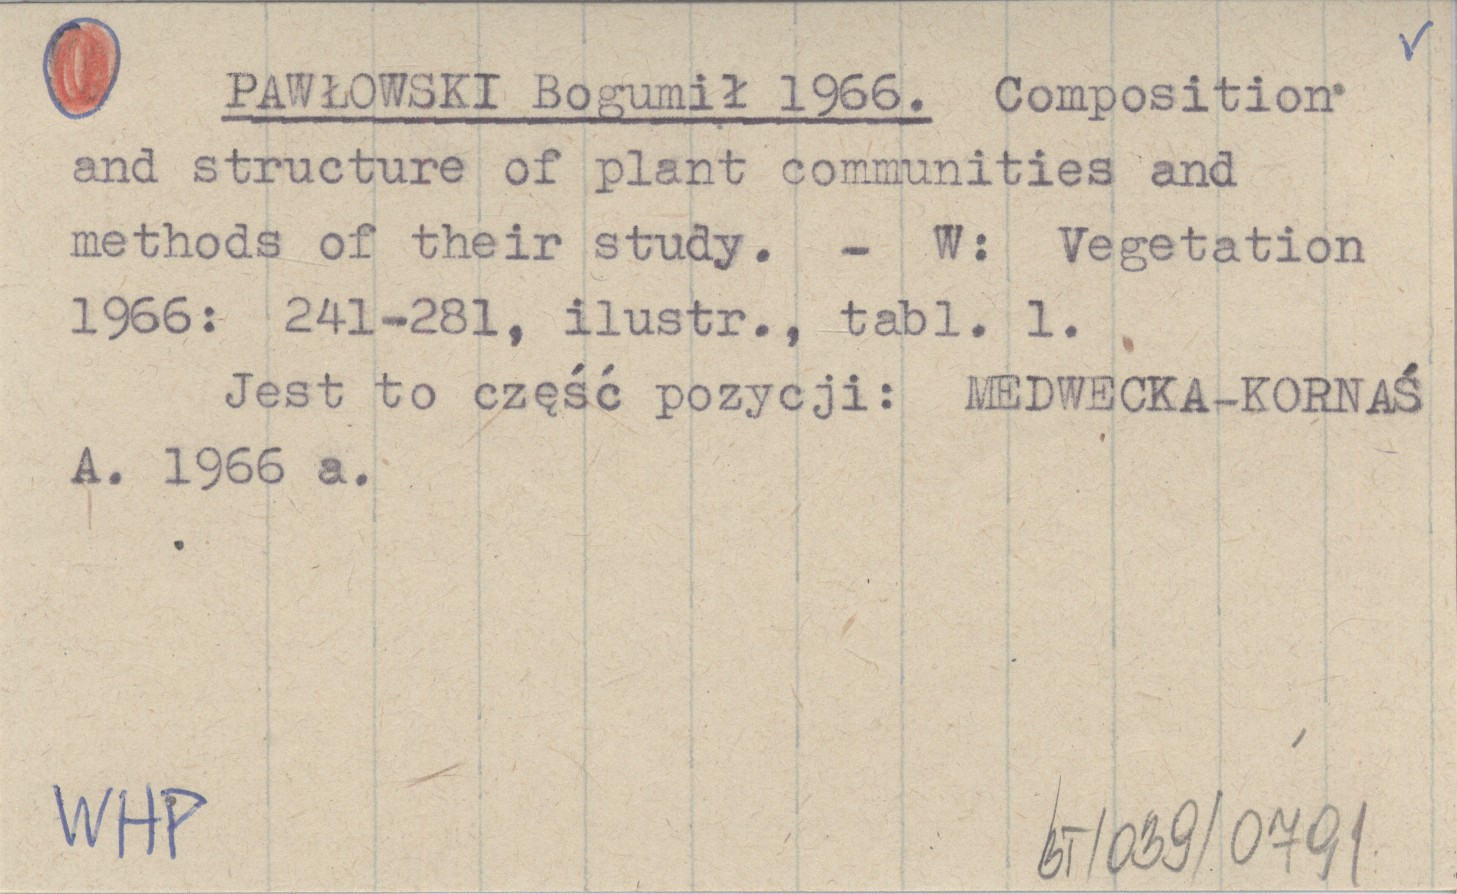 PAWŁOWSKI Bogumił 1966. Composition
and structure of plant communities and
methods of their study. - W: Vegetation
1966: 241-281, ilustr., tabl. 1.
Jest to część pozycji: MEDWECKA-KORNAŚ
A. 1966 a.
WHP
BT/039/0791